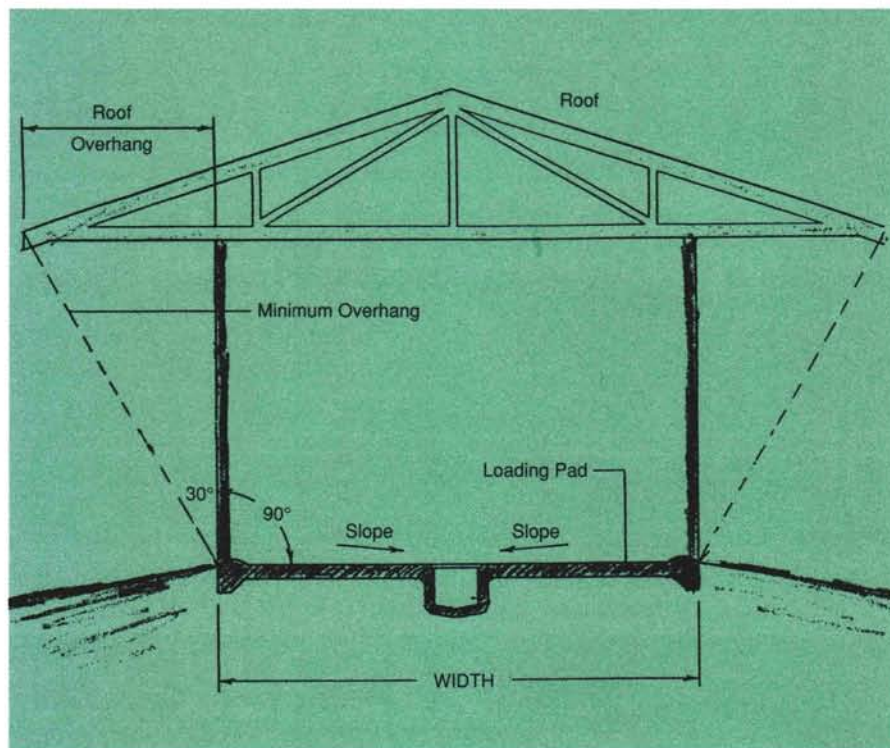 Roof
Overhang
Roof
Minimum Overhang
30°
90°
Slope
Slope
Loading Pad
WIDTH